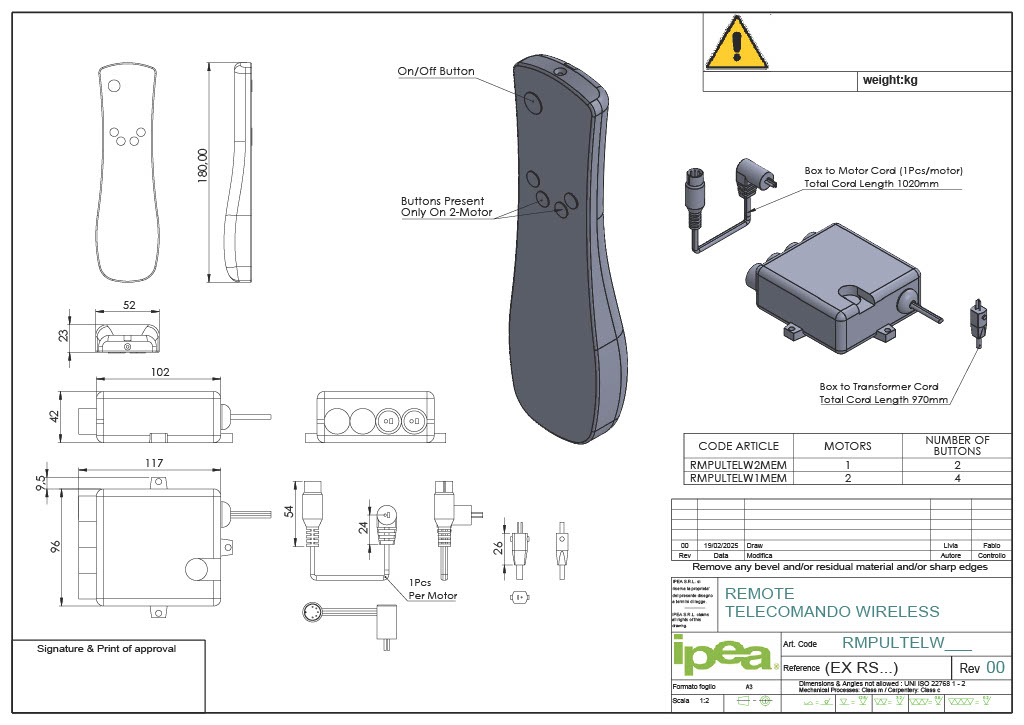 weight:kg
On/Off Button
180,00
Buttons Present
Only On 2-Motor
Box to Motor Cord (1Pcs/motor)
Total Cord Length 1020mm
52
23
102
42
Box to Transformer Cord
Total Cord Length 970mm
117
9,5
96
54
24
26
1Pcs
Per Motor
CODE ARTICLE MOTORS NUMBER OF BUTTONS
RMPULTELW2MEM 1 2
RMPULTELW1MEM 2 4
00 19/02/2025 Draw Livia Fabio
Rev Data Modifica Autore Controllo
Remove any bevel and/or residual material and/or sharp edges
IPEA S.R.L. si
riserva la proprieta'
del presente disegno
a termini di legge.
IPEA S.R.L. claims
all rights of this
drawing.
REMOTE
TELECOMANDO WIRELESS
ipea®
Art. Code RMPULTELW___
Reference (EX RS...) Rev 00
Signature & Print of approval
Formato foglio A3
Dimensions & Angles not allowed : UNI ISO 22768 1 - 2
Mechanical Processes: Class m / Carpentery: Class c
Scala 1:2